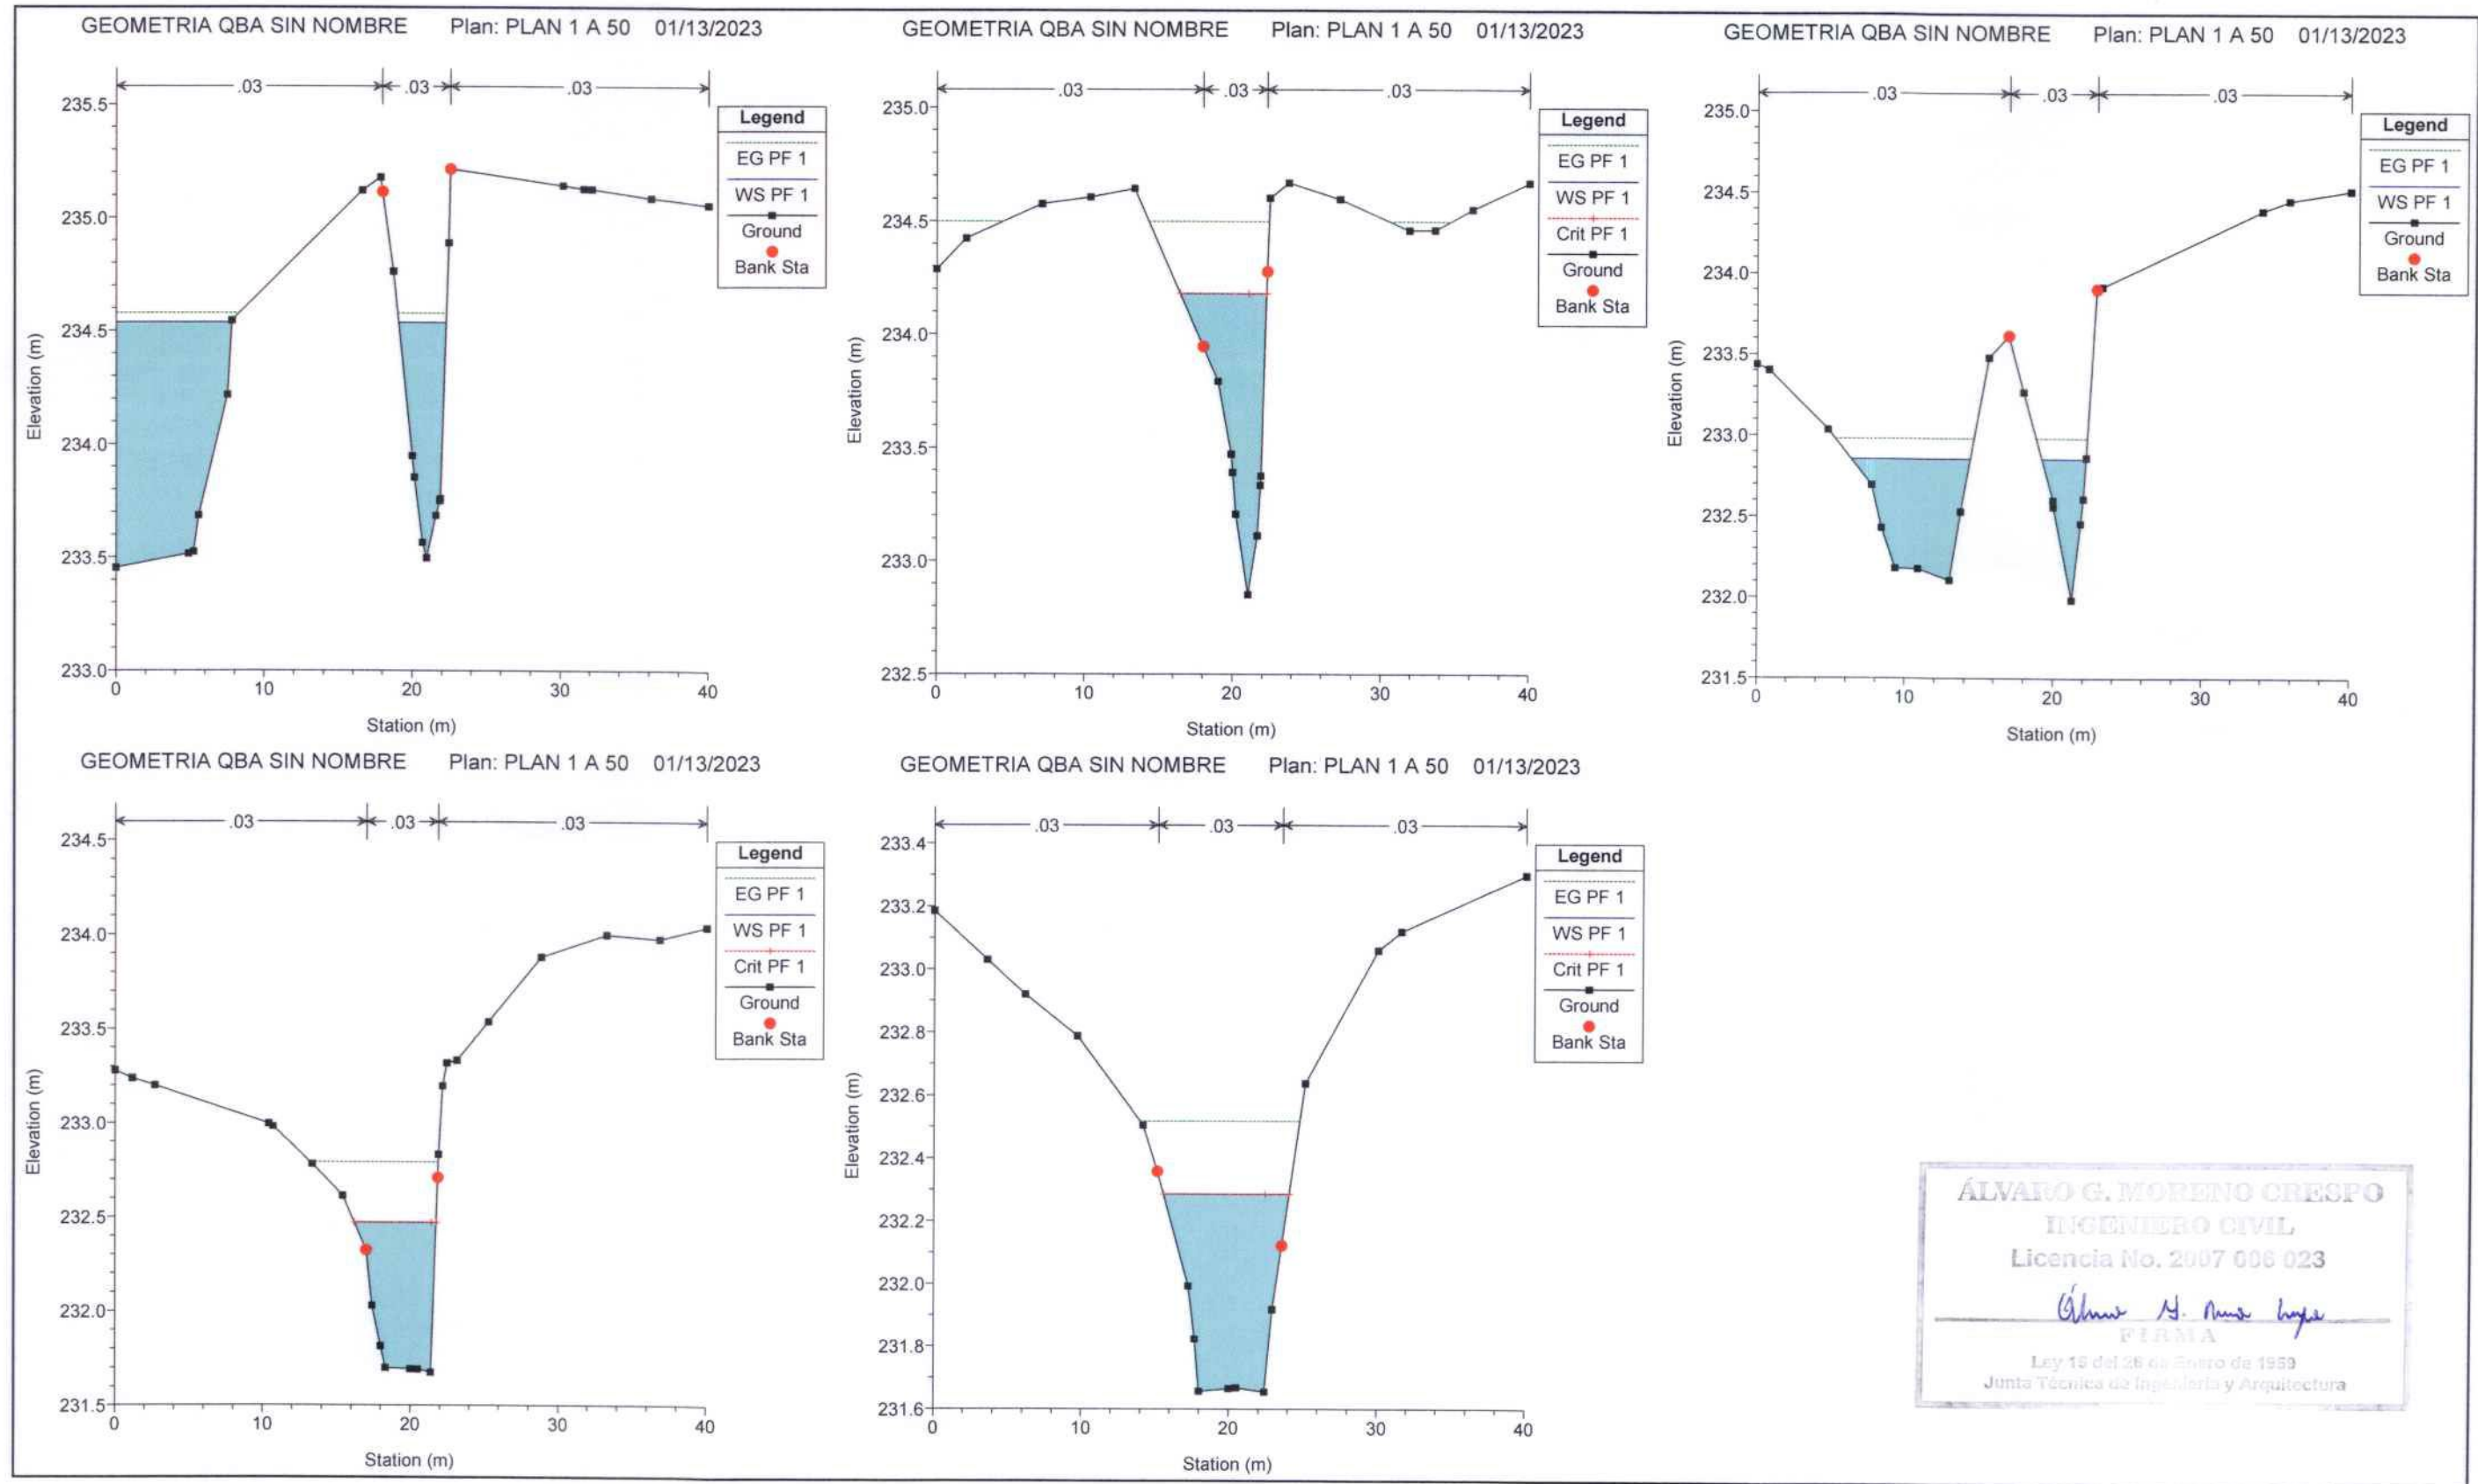 GEOMETRIA QBA SIN NOMBRE Plan: PLAN 1 A 50 01/13/2023
.03 .03 .03
Elevation (m)
235.5
235.0
234.5
234.0
233.5
233.0
0 10 20 30 40
Station (m)
Legend
EG PF 1
WS PF 1
Ground
Bank Sta
GEOMETRIA QBA SIN NOMBRE Plan: PLAN 1 A 50 01/13/2023
.03 .03 .03
Elevation (m)
235.0
234.5
234.0
233.5
233.0
232.5
0 10 20 30 40
Station (m)
Legend
EG PF 1
WS PF 1
Crit PF 1
Ground
Bank Sta
GEOMETRIA QBA SIN NOMBRE Plan: PLAN 1 A 50 01/13/2023
.03 .03 .03
Elevation (m)
235.0
234.5
234.0
233.5
233.0
232.5
232.0
231.5
0 10 20 30 40
Station (m)
Legend
EG PF 1
WS PF 1
Ground
Bank Sta
GEOMETRIA QBA SIN NOMBRE Plan: PLAN 1 A 50 01/13/2023
.03 .03 .03
Elevation (m)
234.5
234.0
233.5
233.0
232.5
232.0
231.5
0 10 20 30 40
Station (m)
Legend
EG PF 1
WS PF 1
Crit PF 1
Ground
Bank Sta
GEOMETRIA QBA SIN NOMBRE Plan: PLAN 1 A 50 01/13/2023
.03 .03 .03
Elevation (m)
233.4
233.2
233.0
232.8
232.6
232.4
232.2
232.0
231.8
231.6
0 10 20 30 40
Station (m)
Legend
EG PF 1
WS PF 1
Crit PF 1
Ground
Bank Sta
ÁLVARO G. MORENO CRESPO
INGENIERO CIVIL
Licencia No. 2007 006 023
FIRMA
Ley 15 del 26 de Enero de 1959
Junta Técnica de Ingeniería y Arquitectura